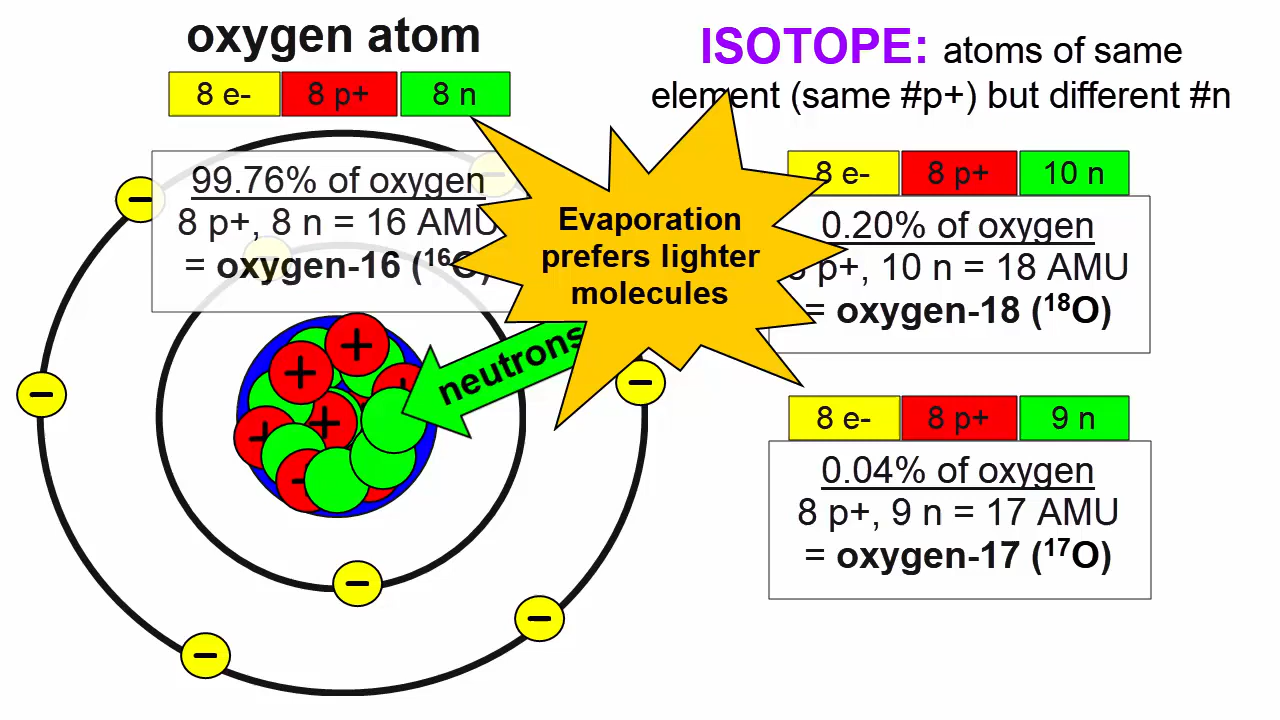 oxygen atom
8 e- 8 p+ 8 n
99.76% of oxygen
8 p+, 8 n = 16 AMU
= oxygen-16 (¹⁶O)
neutrons
Evaporation
prefers lighter
molecules
ISOTOPE: atoms of same
element (same #p+) but different #n
8 e- 8 p+ 10 n
0.20% of oxygen
8 p+, 10 n = 18 AMU
= oxygen-18 (¹⁸O)
8 e- 8 p+ 9 n
0.04% of oxygen
8 p+, 9 n = 17 AMU
= oxygen-17 (¹⁷O)